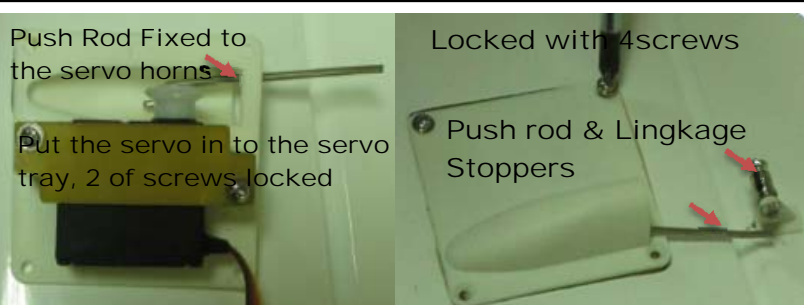 Push Rod Fixed to
the servo horns
Put the servo in to the servo
tray, 2 of screws locked
Locked with 4screws
Push rod & Lingkage
Stoppers